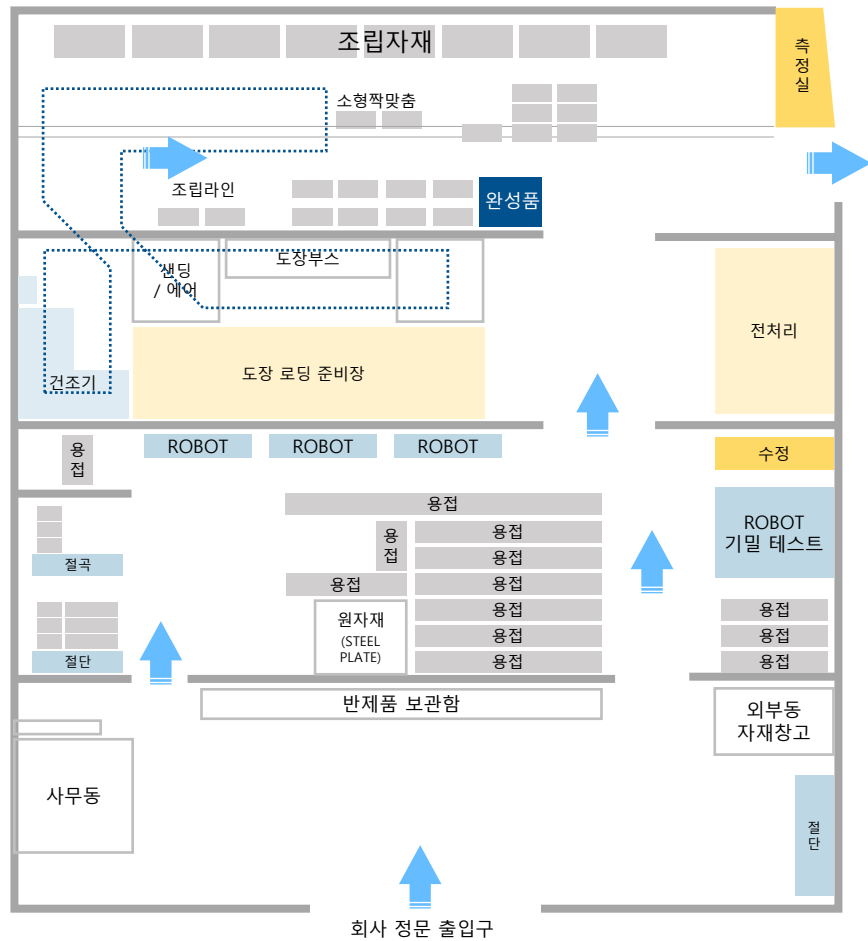 조립자재
측
정
실
소형짝맞춤
조립라인
완성품
샌딩
/ 에어
도장부스
전처리
건조기
도장 로딩 준비장
용
접
ROBOT
ROBOT
ROBOT
수정
용접
ROBOT
기밀 테스트
용
접
용접
용접
용접
용접
용접
용접
용접
절곡
원자재
(STEEL
PLATE)
용접
용접
용접
절단
반제품 보관함
외부동
자재창고
사무동
절
단
회사 정문 출입구